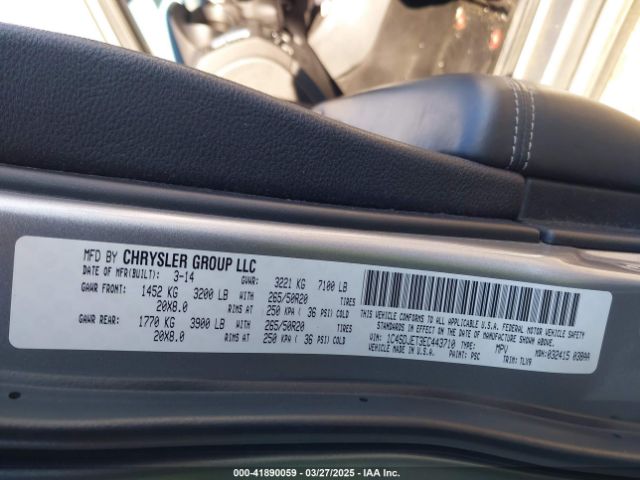 MFD BY CHRYSLER GROUP LLC
DATE OF MFR(BUILT): 3-14 GVWR: 3221 KG 7100 LB
GAWR FRONT: 1452 KG 3200 LB WITH 265/50R20 TIRES
20X8.0 RIMS AT 250 KPA ( 36 PSI) COLD
GAWR REAR: 1770 KG 3900 LB WITH 265/50R20 TIRES
20X8.0 RIMS AT 250 KPA ( 36 PSI) COLD
THIS VEHICLE CONFORMS TO ALL APPLICABLE U.S.A. FEDERAL MOTOR VEHICLE SAFETY
STANDARDS IN EFFECT ON THE DATE OF MANUFACTURE SHOWN ABOVE.
VIN: 1C4SDJET3EC443710 TYPE: MPV MDH: 032415 038AA
VEHICLE MADE IN U.S.A. PAINT: PSC TRIM: TLX9
000-41890059 — 03/27/2025 — IAA Inc.